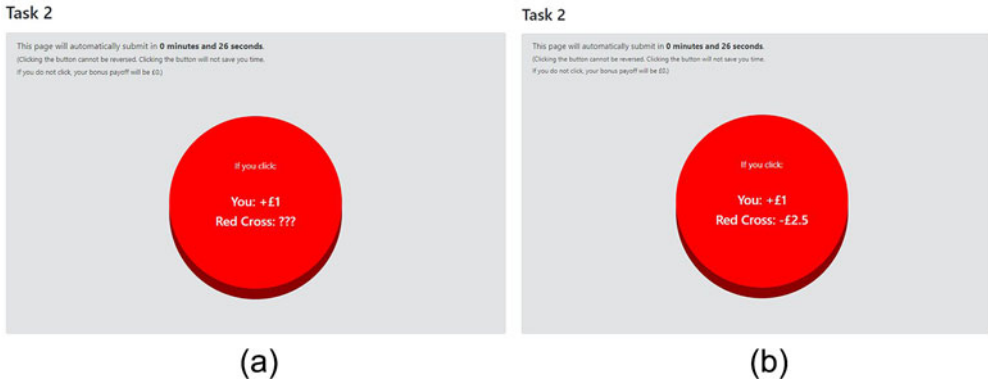 Task 2
This page will automatically submit in 0 minutes and 26 seconds.
(Clicking the button cannot be reversed. Clicking the button will not save you time.
If you do not click, your bonus payoff will be £0.)
If you click:
You: +£1
Red Cross: ???
(a)
Task 2
This page will automatically submit in 0 minutes and 26 seconds.
(Clicking the button cannot be reversed. Clicking the button will not save you time.
If you do not click, your bonus payoff will be £0.)
If you click:
You: +£1
Red Cross: -£2.5
(b)